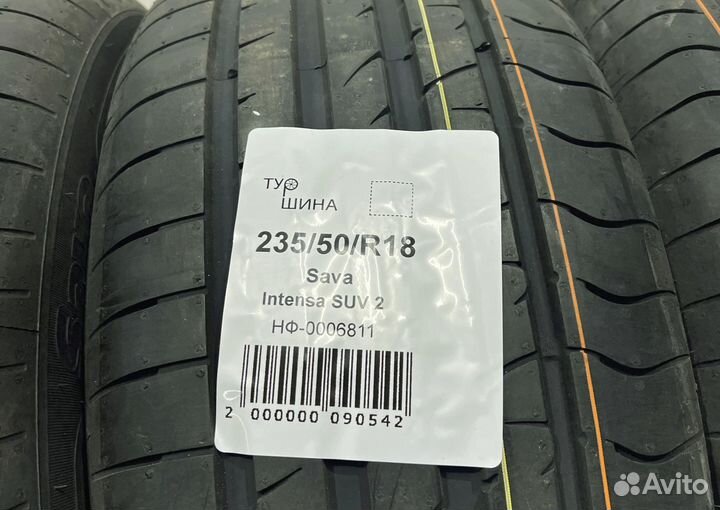 ТУР
ШИНА
235/50/R18
Sava
Intensa SUV 2
НФ-0006811
2 000000 090542
Avito